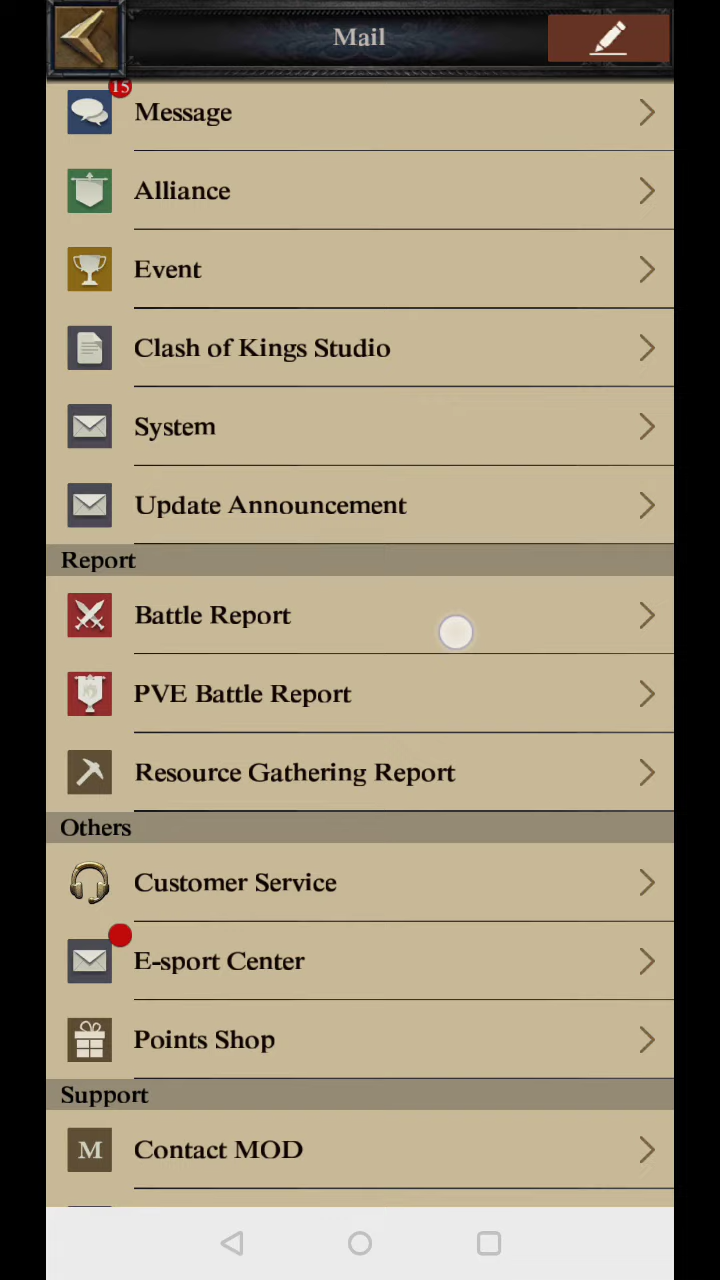 Mail
15
Message
Alliance
Event
Clash of Kings Studio
System
Update Announcement
Report
Battle Report
PVE Battle Report
Resource Gathering Report
Others
Customer Service
E-sport Center
Points Shop
Support
M
Contact MOD